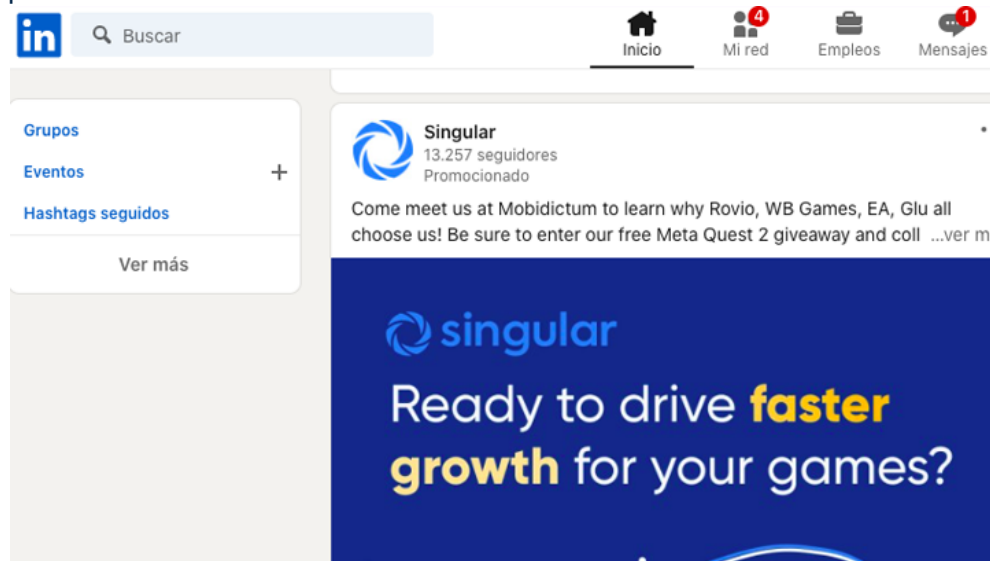 in
Buscar
Inicio
4
Mi red
Empleos
1
Mensajes
Grupos
Eventos
Hashtags seguidos
Ver más
Singular
13.257 seguidores
Promocionado
Come meet us at Mobidictum to learn why Rovio, WB Games, EA, Glu all
choose us! Be sure to enter our free Meta Quest 2 giveaway and coll ...ver m
singular
Ready to drive faster
growth for your games?